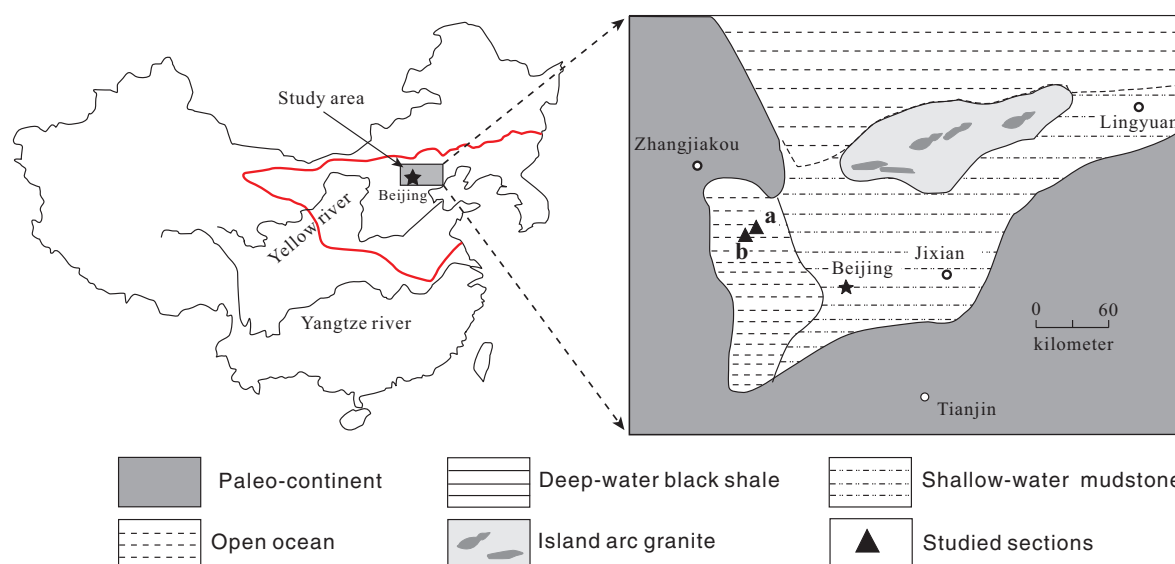 Study area
Beijing
Yellow river
Yangtze river
Zhangjiakou
Lingyuan
a
b
Beijing
Jixian
0 60
kilometer
Tianjin
Paleo-continent
Deep-water black shale
Shallow-water mudstone
Open ocean
Island arc granite
Studied sections